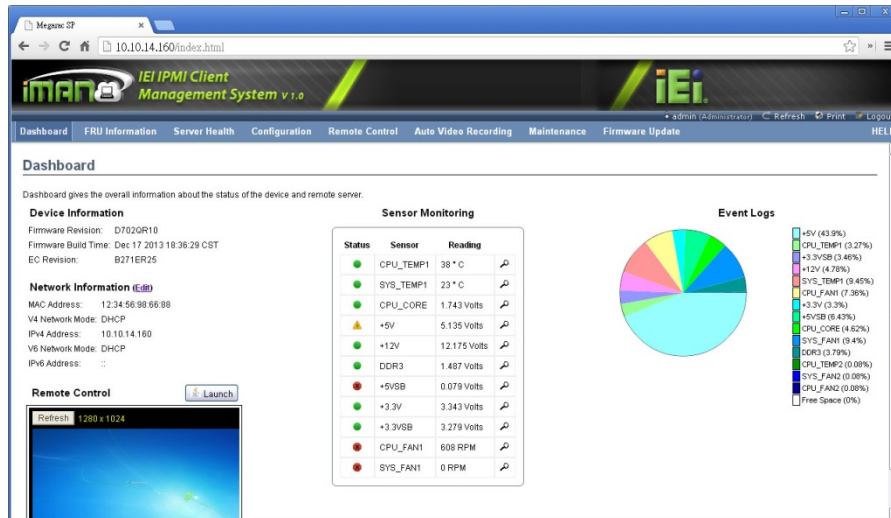 Megarac SP
10.10.14.160/index.html
iMAN
IEI IPMI Client
Management System v 1.0
iEi.
• admin (Administrator) Refresh Print Logou
Dashboard FRU Information Server Health Configuration Remote Control Auto Video Recording Maintenance Firmware Update HEL
Dashboard
Dashboard gives the overall information about the status of the device and remote server.
Device Information
Firmware Revision: D702QR10
Firmware Build Time: Dec 17 2013 18:36:29 CST
EC Revision: B271ER25
Network Information (Edit)
MAC Address: 12:34:56:98:66:88
V4 Network Mode: DHCP
IPv4 Address: 10.10.14.160
V6 Network Mode: DHCP
IPv6 Address: ::
Remote Control Launch
Refresh 1280 x 1024
Sensor Monitoring
Status Sensor Reading
CPU_TEMP1 38 ° C
SYS_TEMP1 23 ° C
CPU_CORE 1.743 Volts
+5V 5.135 Volts
+12V 12.175 Volts
DDR3 1.487 Volts
+5VSB 0.079 Volts
+3.3V 3.343 Volts
+3.3VSB 3.279 Volts
CPU_FAN1 608 RPM
SYS_FAN1 0 RPM
Event Logs
+5V (43.9%)
CPU_TEMP1 (3.27%)
+3.3VSB (3.46%)
+12V (4.78%)
SYS_TEMP1 (9.45%)
CPU_FAN1 (7.36%)
+3.3V (3.3%)
+5VSB (6.43%)
CPU_CORE (4.62%)
SYS_FAN1 (9.4%)
DDR3 (3.79%)
CPU_TEMP2 (0.08%)
SYS_FAN2 (0.08%)
CPU_FAN2 (0.08%)
Free Space (0%)